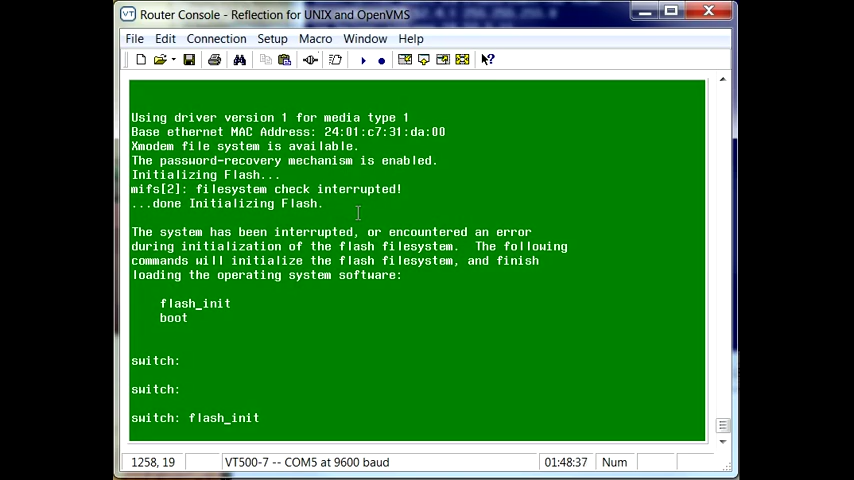 VT Router Console - Reflection for UNIX and OpenVMS
File Edit Connection Setup Macro Window Help
Using driver version 1 for media type 1
Base ethernet MAC Address: 24:01:c7:31:da:00
Xmodem file system is available.
The password-recovery mechanism is enabled.
Initializing Flash...
mifs[2]: filesystem check interrupted!
...done Initializing Flash.
The system has been interrupted, or encountered an error
during initialization of the flash filesystem.  The following
commands will initialize the flash filesystem, and finish
loading the operating system software:
flash_init
boot
switch:
switch:
switch: flash_init
1258, 19 VT500-7 -- COM5 at 9600 baud 01:48:37 Num